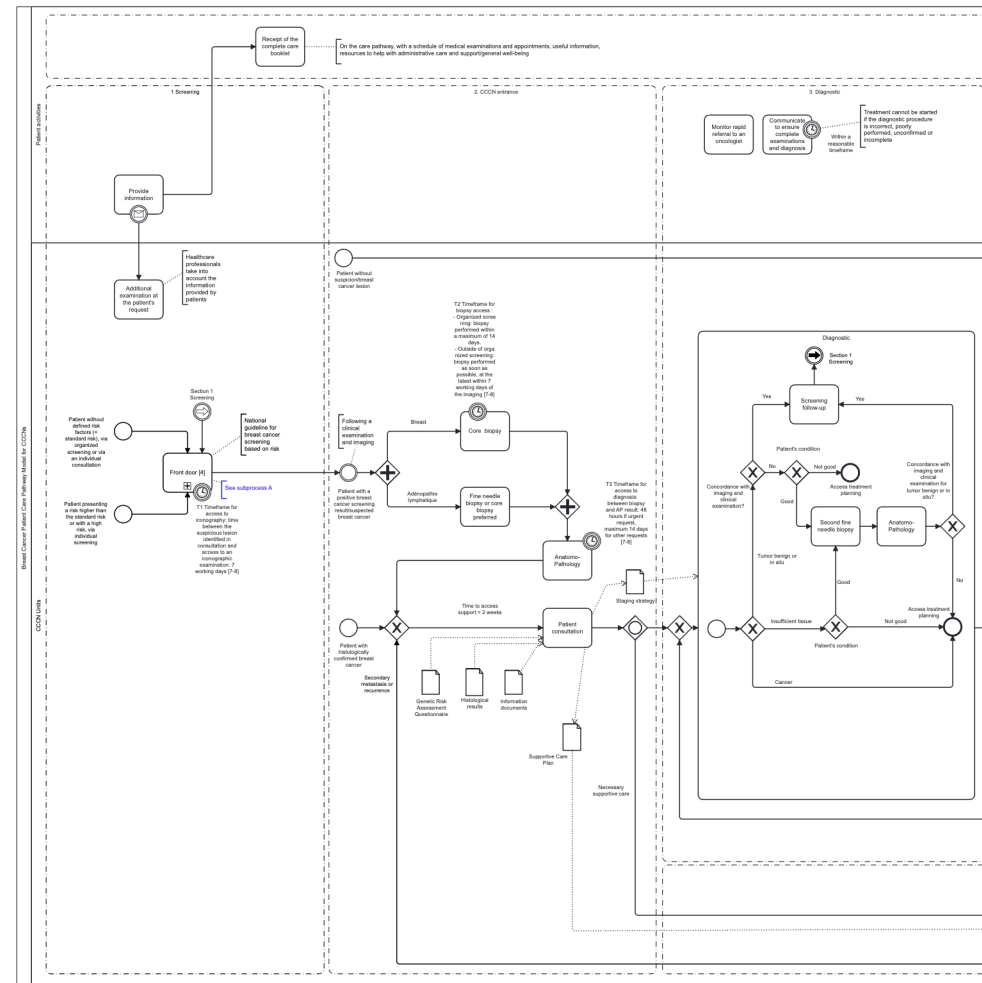 Breast Cancer Patient Care Pathway Model for CCCNs
Patient activities
CCCN Units
Receipt of the
complete care
booklet
On the care pathway, with a schedule of medical examinations and appointments, useful information,
resources to help with administrative care and support/general well-being
1 Screening
2. CCCN entrance
3. Diagnostic
Monitor rapid
referral to an
oncologist
Communicate
to ensure
complete
examinations
and diagnosis
Within a
reasonable
timeframe
Treatment cannot be started
if the diagnostic procedure
is incorrect, poorly
performed, unconfirmed or
incomplete
Provide
information
Healthcare
professionals
take into
account the
information
provided by
patients
Additional
examination at
the patient's
request
Patient without
suspicion/breast
cancer lesion
T2 Timeframe for
biopsy access :
- Organized scree
ning: biopsy
performed within
a maximum of 14
days.
- Outside of orga
nized screening:
biopsy performed
as soon as
possible, at the
latest within 7
working days of
the imaging [7-8]
Section 1
Screening
Patient without
defined risk
factors (=
standard risk), via
organized
screening or via
an individual
consultation
National
guideline for
breast cancer
screening
based on risk
Front door [4]
See subprocess A
Patient presenting
a risk higher than
the standard risk
or with a high
risk, via
individual
screening
T1 Timeframe for
access to
iconography: time
between the
suspicious lesion
identified in
consultation and
access to an
iconographic
examination: 7
working days [7-8]
Following a
clinical
examination
and imaging
Patient with a
positive breast
cancer screening
result/suspected
breast cancer
Breast
Core biopsy
Adénopathie
lymphatique
Fine needle
biopsy or core
biopsy
preferred
T3 Timeframe for
access to
diagnosis:
between biopsy
and AP result: 48
hours if urgent
request,
maximum 14 days
for other requests
[7-8]
Anatomo-
Pathology
Staging strategy
Time to access
support < 2 weeks
Patient
consultation
Patient with
histologically
confirmed breast
cancer
Secondary
metastasis or
recurrence
Genetic Risk
Assessment
Questionnaire
Histological
results
Information
documents
Supportive Care
Plan
Necessary
supportive care
Diagnostic
Section 1
Screening
Screening
follow-up
Yes
Yes
Patient's condition
No
Not good
Access treatment
planning
Concordance with
imaging and
clinical
examination?
Concordance with
imaging and
clinical
examination for
tumor benign or in
situ?
Good
Second fine
needle biopsy
Anatomo-
Pathology
Tumor benign or
in situ
Good
No
Insufficient tissue
Not good
Access treatment
planning
Patient's condition
Cancer